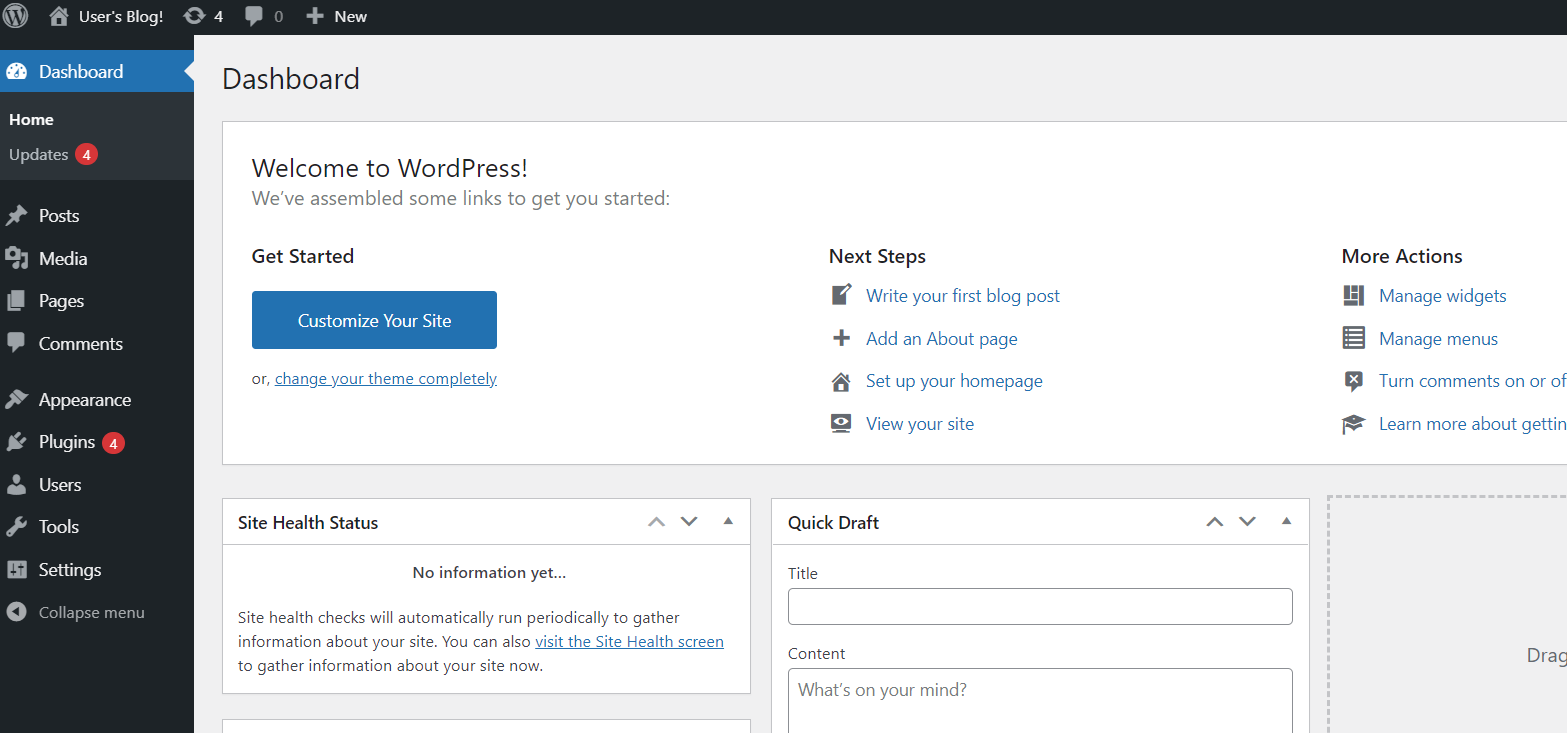 User's Blog! 4 0 New
Dashboard
Home
Updates 4
Posts
Media
Pages
Comments
Appearance
Plugins 4
Users
Tools
Settings
Collapse menu
Dashboard
Welcome to WordPress!
We've assembled some links to get you started:
Get Started
Customize Your Site
or, change your theme completely
Next Steps
Write your first blog post
Add an About page
Set up your homepage
View your site
More Actions
Manage widgets
Manage menus
Turn comments on or of
Learn more about gettin
Site Health Status
No information yet...
Site health checks will automatically run periodically to gather
information about your site. You can also visit the Site Health screen
to gather information about your site now.
Quick Draft
Title
Content
What's on your mind?
Drag